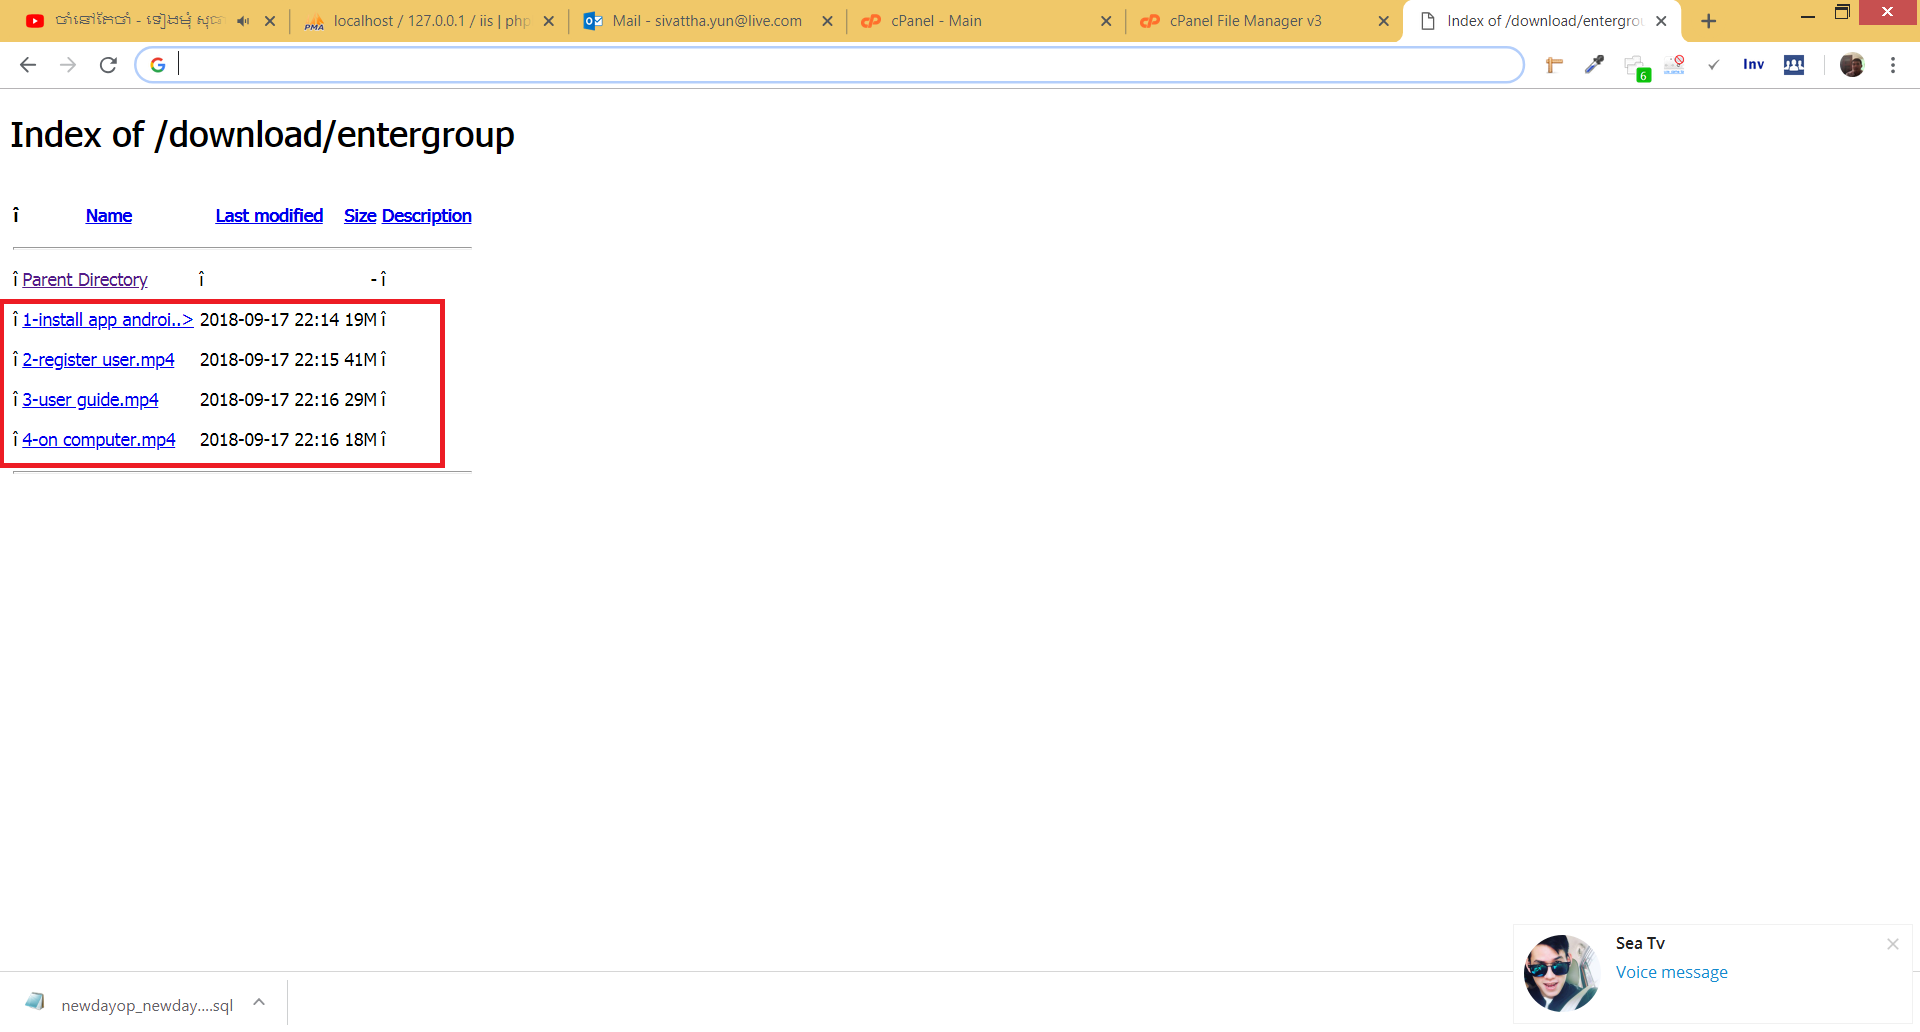 ចាំនៅតែចាំ - ទៀងមុំ សុ
localhost / 127.0.0.1 / iis | php
Mail - sivattha.yun@live.com
cPanel - Main
cPanel File Manager v3
Index of /download/entergrou
6
Inv
Index of /download/entergroup
î Name Last modified Size Description
î Parent Directory î - î
î 1-install app androi..> 2018-09-17 22:14 19M î
î 2-register user.mp4 2018-09-17 22:15 41M î
î 3-user guide.mp4 2018-09-17 22:16 29M î
î 4-on computer.mp4 2018-09-17 22:16 18M î
Sea Tv
Voice message
newdayop_newday....sql